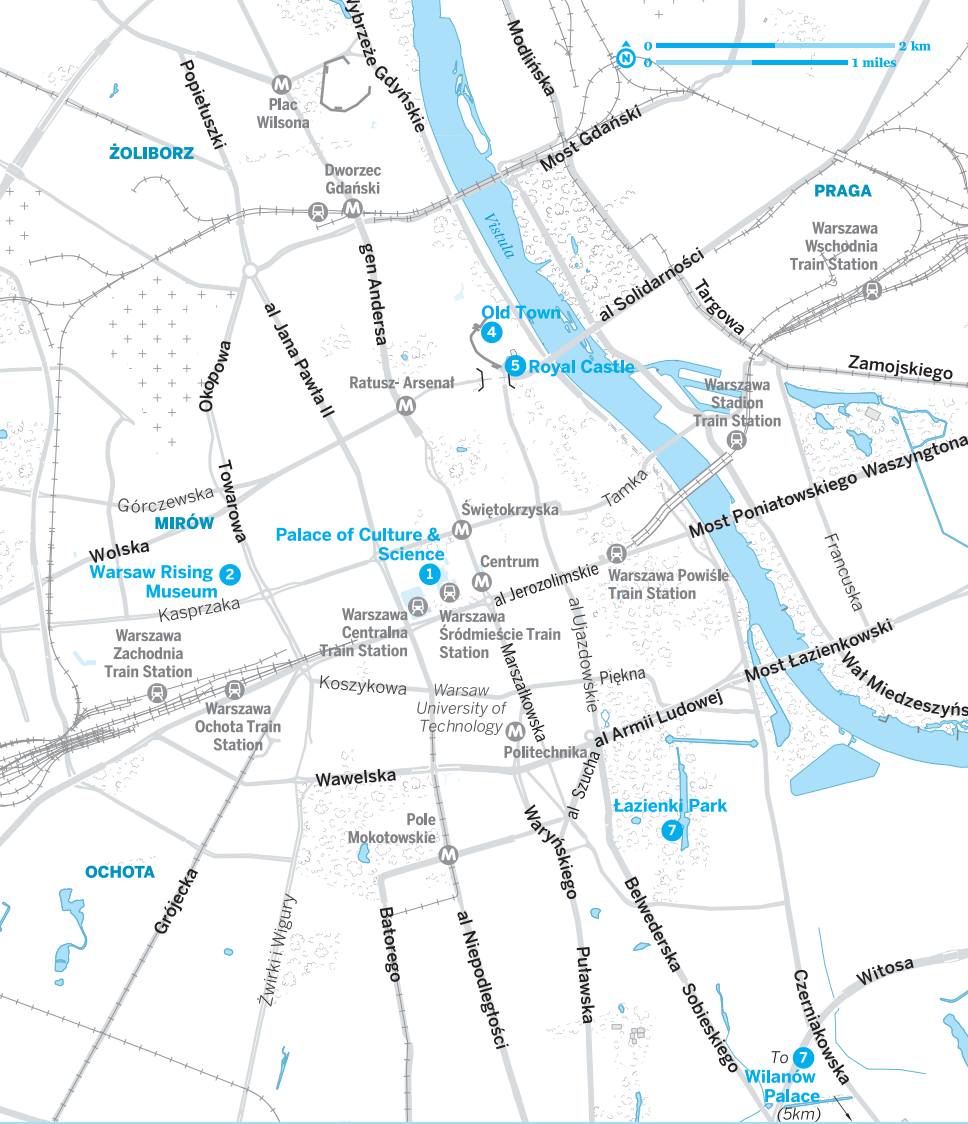 Wybrzeże Gdyńskie
Modlińska
0
2 km
N
0
1 miles
Popiełuszki
Plac
Wilsona
Most Gdański
ŻOLIBORZ
Dworzec
Gdański
PRAGA
Warszawa
Wschodnia
Train Station
Vistula
gen Andersa
al Solidarności
Targowa
al Jana Pawła II
Old Town
4
Okopowa
5
Royal Castle
Zamojskiego
Ratusz- Arsenał
Warszawa
Stadion
Train Station
Towarowa
Górczewska
Tamka
Most Poniatowskiego
Waszyngtona
MIRÓW
Świętokrzyska
Wolska
Palace of Culture &
Science
1
Centrum
Francuska
Warsaw Rising
Museum
2
al Jerozolimskie
Warszawa Powiśle
Train Station
Kasprzaka
Warszawa
Centralna
Train Station
Warszawa
Śródmieście Train
Station
al Ujazdowskie
Warszawa
Zachodnia
Train Station
Most Łazienkowski
Wał Miedzeszyńs
Marszałkowska
Koszykowa
Piękna
Warsaw
University of
Technology
Warszawa
Ochota Train
Station
al Armii Ludowej
Politechnika
Wawelska
al Szucha
Łazienki Park
7
Pole
Mokotowskie
Waryńskiego
OCHOTA
Grójecka
Żwirki i Wigury
Batorego
al Niepodległości
Puławska
Belwederska
Sobieskiego
Czerniakowska
Witosa
To
7
Wilanów
Palace
(5km)